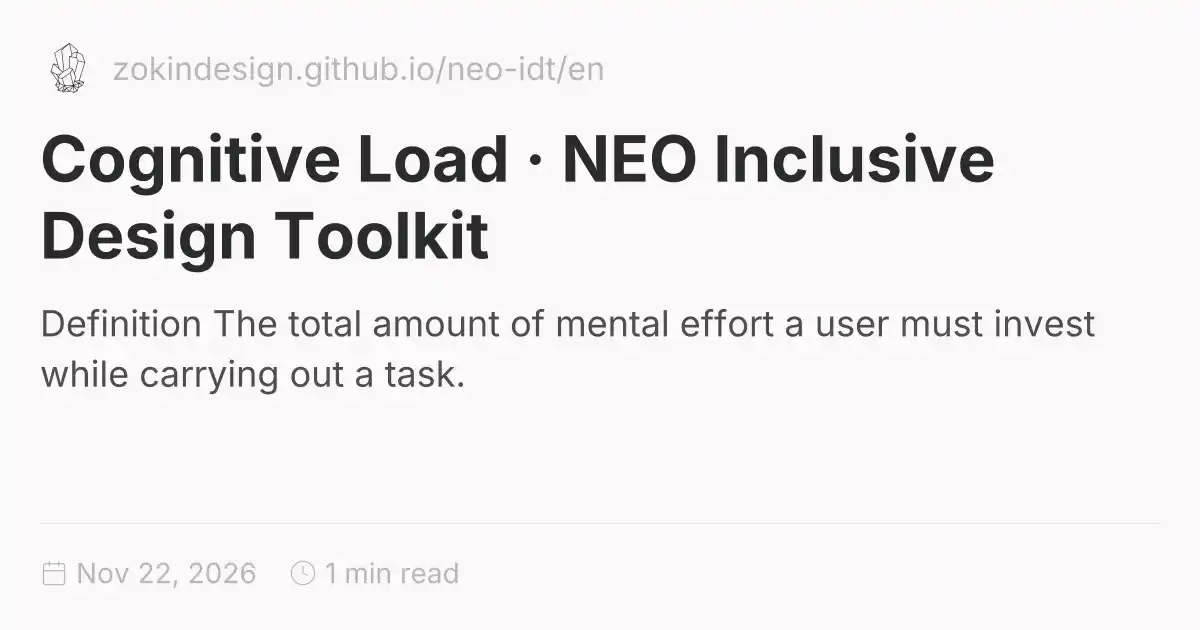 zokindesign.github.io/neo-idt/en
Cognitive Load · NEO Inclusive
Design Toolkit
Definition The total amount of mental effort a user must invest
while carrying out a task.
Nov 22, 2026 1 min read